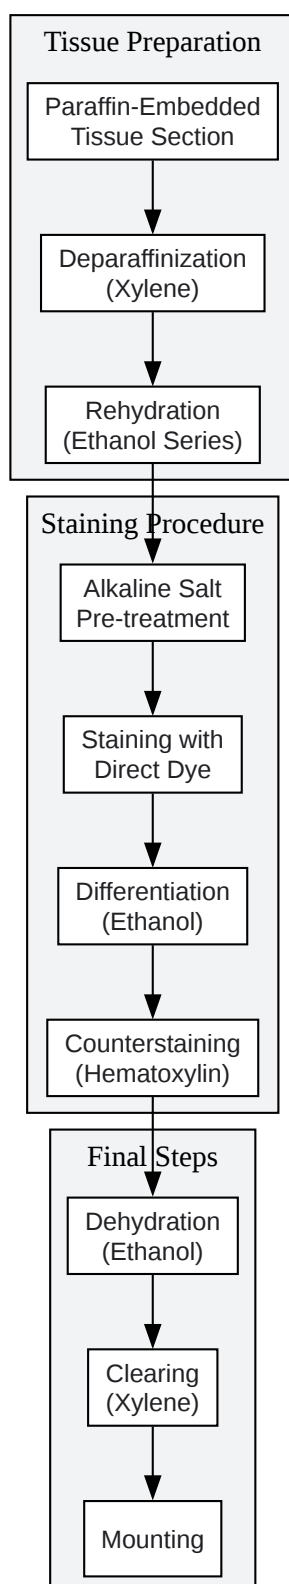 Tissue Preparation
Paraffin-Embedded
Tissue Section
Deparaffinization
(Xylene)
Rehydration
(Ethanol Series)
Staining Procedure
Alkaline Salt
Pre-treatment
Staining with
Direct Dye
Differentiation
(Ethanol)
Counterstaining
(Hematoxylin)
Final Steps
Dehydration
(Ethanol)
Clearing
(Xylene)
Mounting